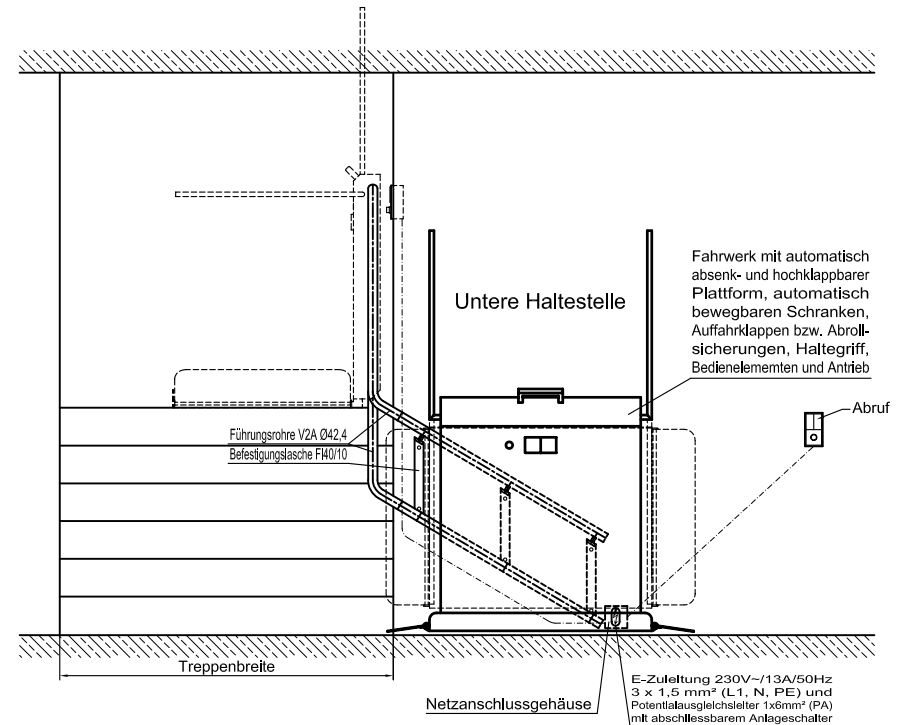 Untere Haltestelle
Fahrwerk mit automatisch
absenk- und hochklappbarer
Plattform, automatisch
bewegbaren Schranken,
Auffahrklappen bzw. Abroll-
sicherungen, Haltegriff,
Bedienelememten und Antrieb
Abruf
Führungsrohre V2A Ø42,4
Befestigungslasche Fl40/10
Treppenbreite
Netzanschlussgehäuse
E-Zuleitung 230V~/13A/50Hz
3 x 1,5 mm² (L1, N, PE) und
Potentialausgleichsleiter 1x6mm² (PA)
mit abschliessbarem Anlageschalter